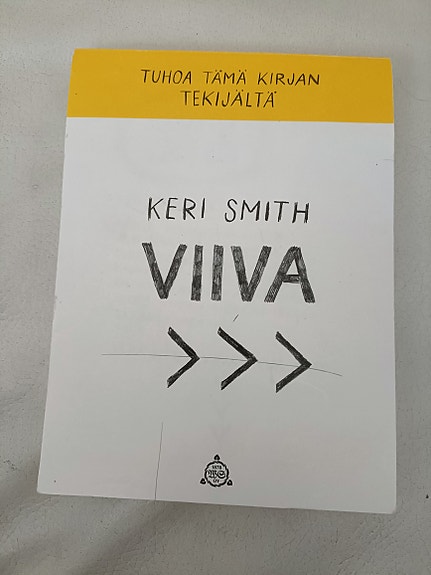 TUHOA TÄMÄ KIRJAN
TEKIJÄLTÄ
KERI SMITH
VIIVA